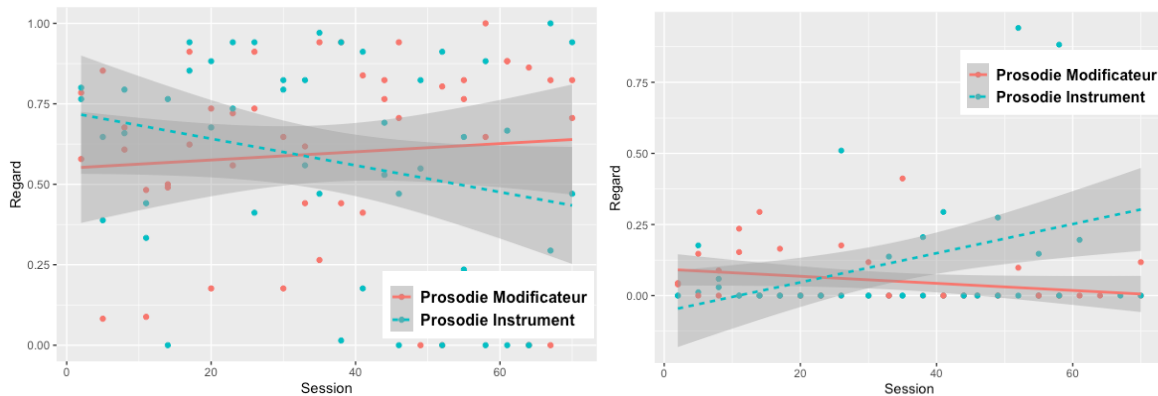 1.00
0.75
0.50
0.25
0.00
Regard
0
20
40
60
Session
Prosodie Modificateur
Prosodie Instrument
0.75
0.50
0.25
0.00
Regard
0
20
40
60
Session
Prosodie Modificateur
Prosodie Instrument